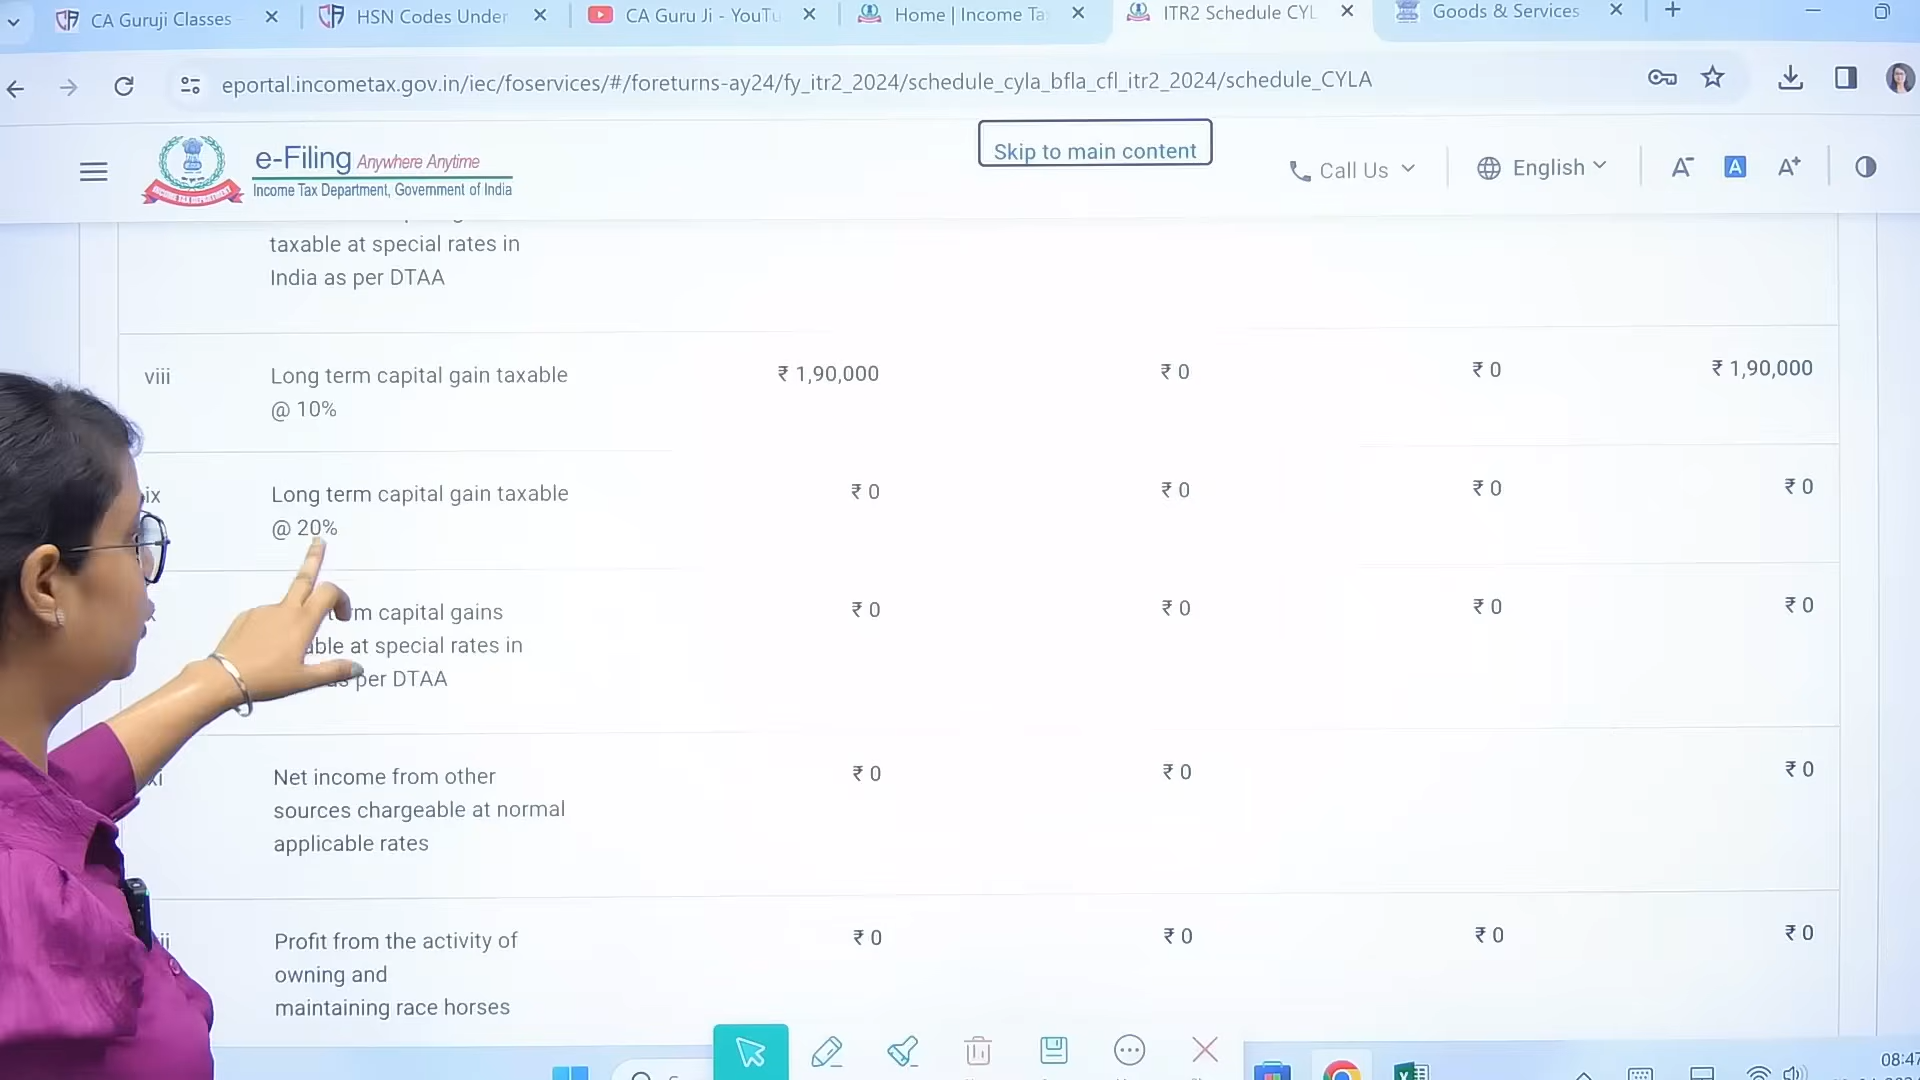 CA Guruji Classes
HSN Codes Under
CA Guru Ji - YouTu
Home | Income Ta
ITR2 Schedule CYL
Goods & Services
eportal.incometax.gov.in/iec/foservices/#/foreturns-ay24/fy_itr2_2024/schedule_cyla_bfla_cfl_itr2_2024/schedule_CYLA
e-Filing Anywhere Anytime
Income Tax Department, Government of India
INCOME TAX DEPARTMENT
Skip to main content
Call Us
English
A-
A
A+
taxable at special rates in
India as per DTAA
viii Long term capital gain taxable ₹ 1,90,000 ₹ 0 ₹ 0 ₹ 1,90,000
@ 10%
ix Long term capital gain taxable ₹ 0 ₹ 0 ₹ 0 ₹ 0
@ 20%
capital gains ₹ 0 ₹ 0 ₹ 0 ₹ 0
at special rates in
per DTAA
xi Net income from other ₹ 0 ₹ 0 ₹ 0
sources chargeable at normal
applicable rates
Profit from the activity of ₹ 0 ₹ 0 ₹ 0 ₹ 0
owning and
maintaining race horses
08:47